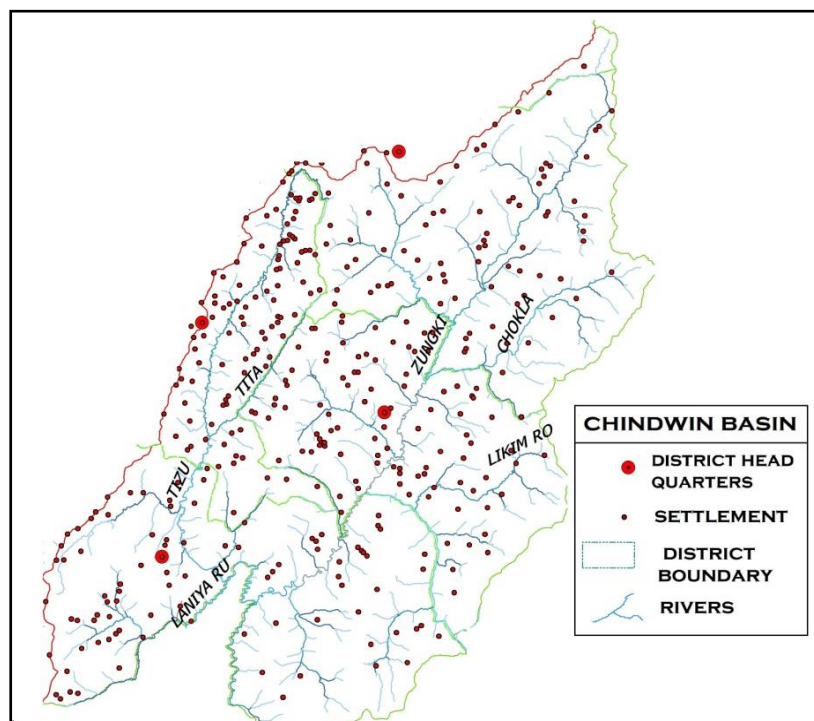 ZUNGKI
CHOKLA
TITA
LIKIM RO
TIZU
LANIYA RU
CHINDWIN BASIN
DISTRICT HEAD
QUARTERS
SETTLEMENT
DISTRICT
BOUNDARY
RIVERS